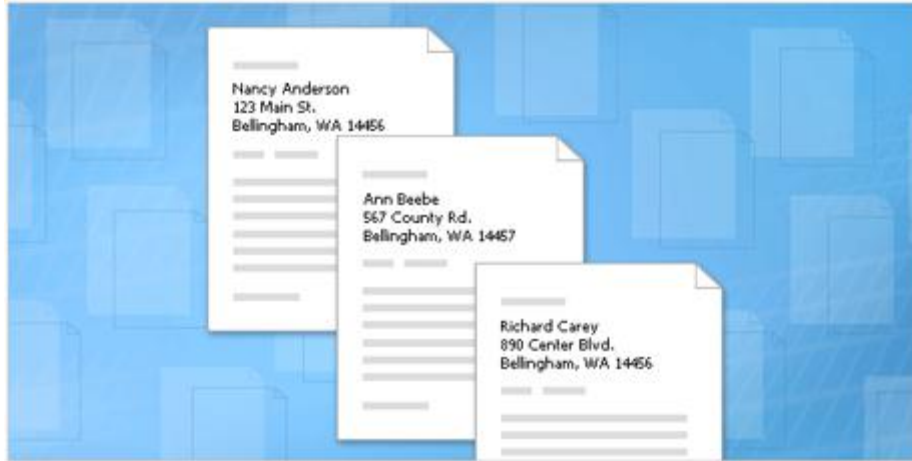 Nancy Anderson
123 Main St.
Bellingham, WA 14456
Ann Beebe
567 County Rd.
Bellingham, WA 14457
Richard Carey
890 Center Blvd.
Bellingham, WA 14456